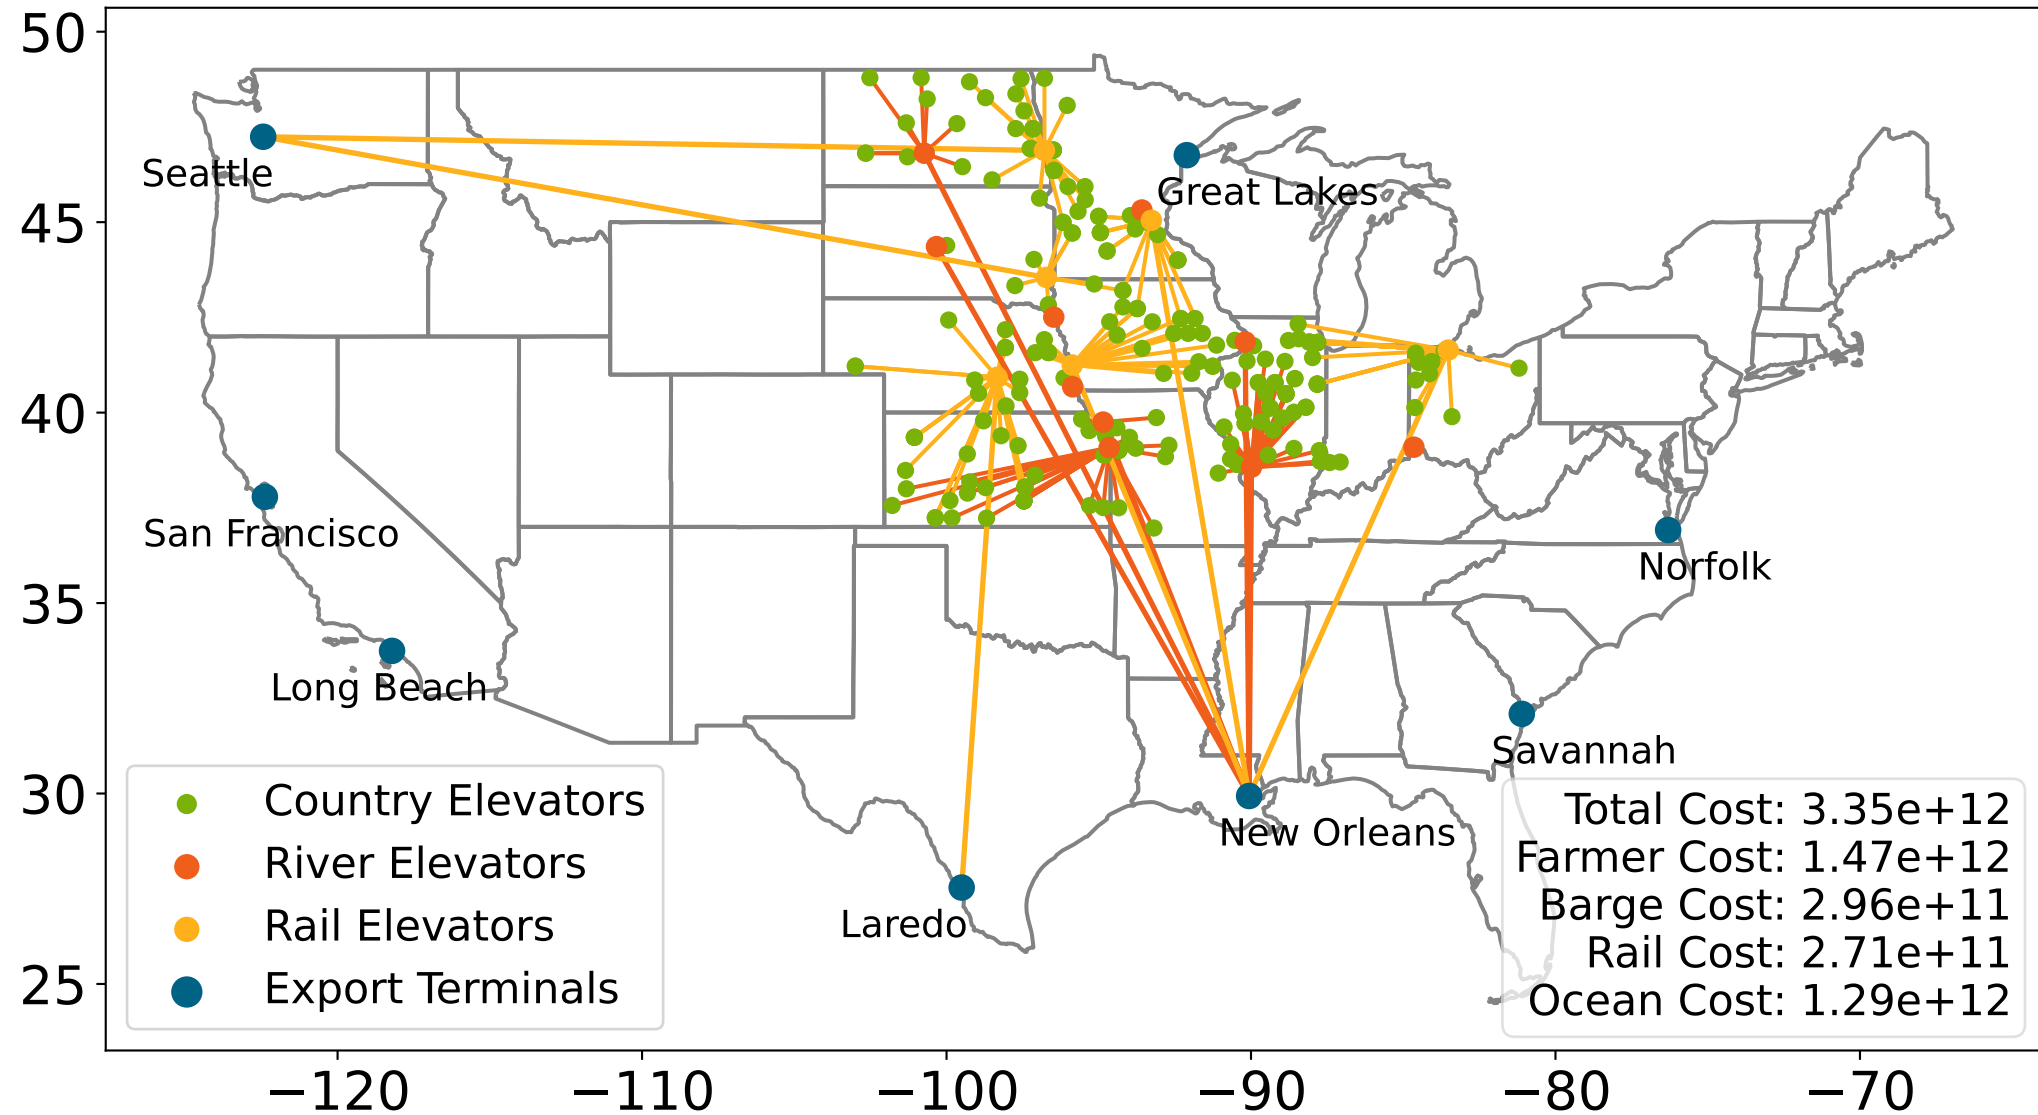 50
45
40
35
30
25
Seattle
Great Lakes
San Francisco
Norfolk
Long Beach
Savannah
New Orleans
Laredo
Country Elevators
River Elevators
Rail Elevators
Export Terminals
Total Cost: 3.35e+12
Farmer Cost: 1.47e+12
Barge Cost: 2.96e+11
Rail Cost: 2.71e+11
Ocean Cost: 1.29e+12
−120 −110 −100 −90 −80 −70